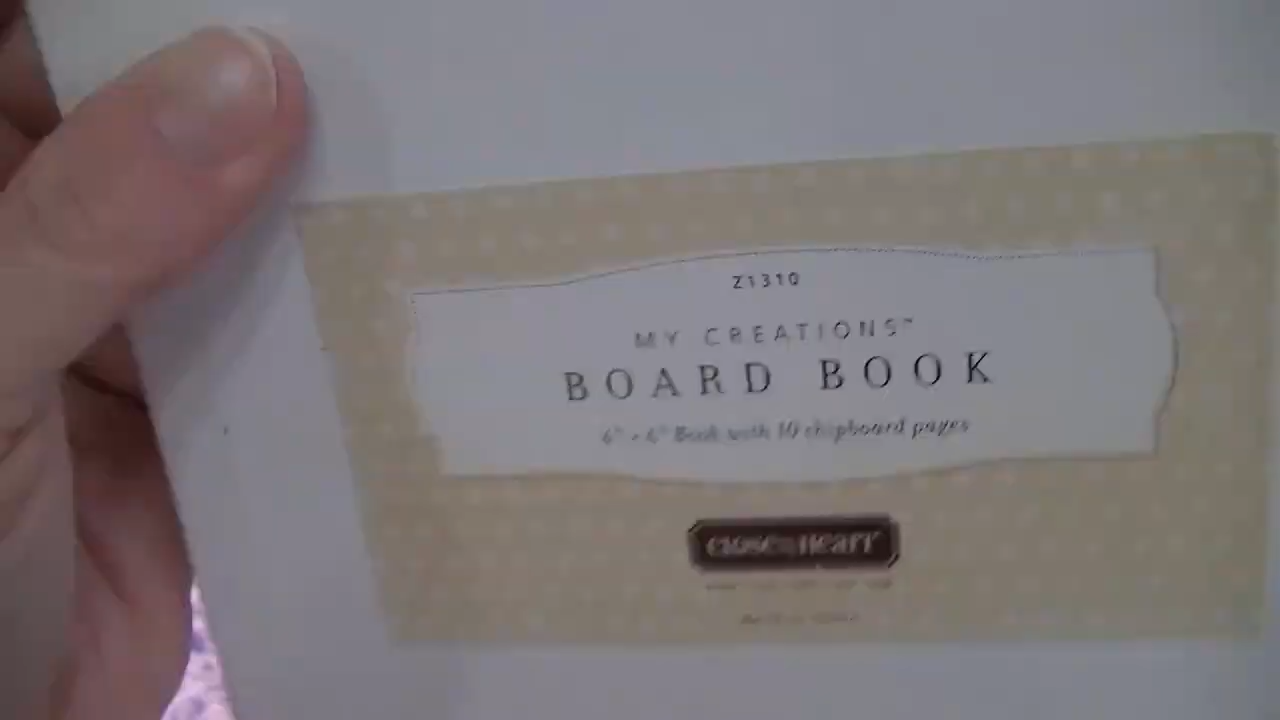 Z1310
MY CREATIONS™
BOARD BOOK
6" x 6" Book with 10 chipboard pages
CLOSE TO MY HEART